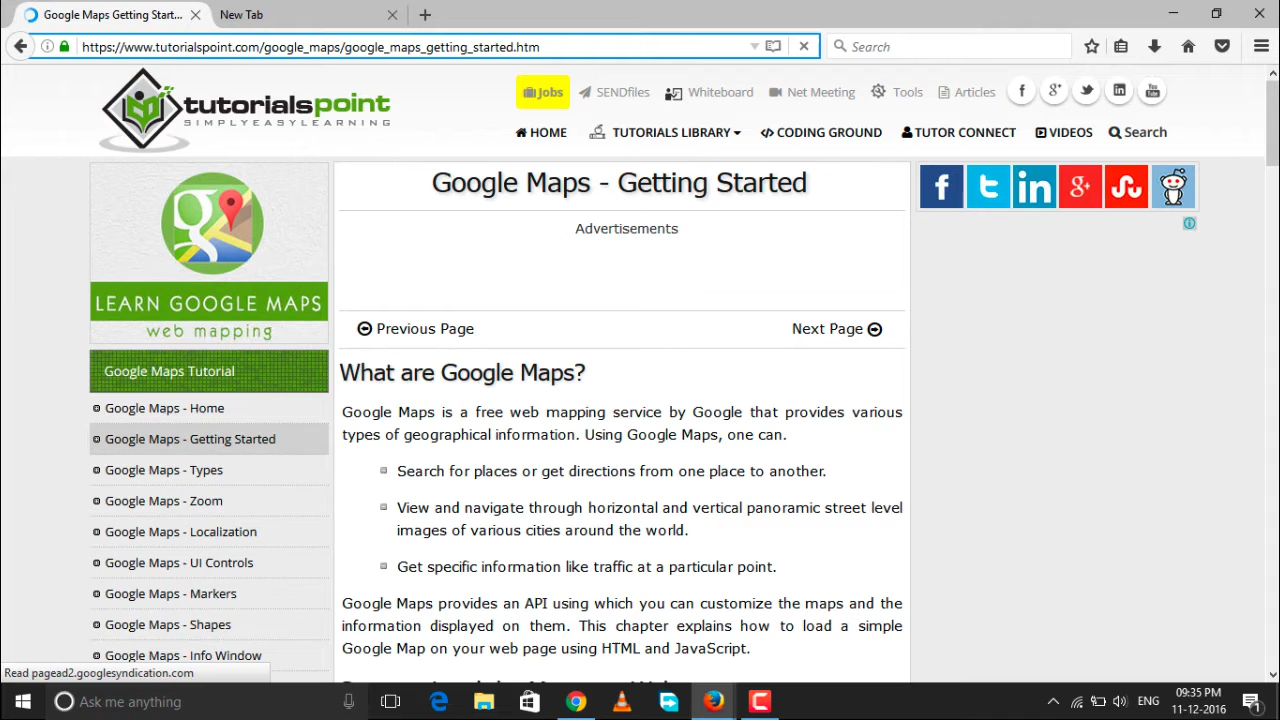 Google Maps Getting Start...
New Tab
https://www.tutorialspoint.com/google_maps/google_maps_getting_started.htm
Search
tutorialspoint
SIMPLYEASYLEARNING
Jobs
SENDfiles
Whiteboard
Net Meeting
Tools
Articles
HOME
TUTORIALS LIBRARY
CODING GROUND
TUTOR CONNECT
VIDEOS
Search
LEARN GOOGLE MAPS
web mapping
Google Maps Tutorial
Google Maps - Home
Google Maps - Getting Started
Google Maps - Types
Google Maps - Zoom
Google Maps - Localization
Google Maps - UI Controls
Google Maps - Markers
Google Maps - Shapes
Google Maps - Info Window
Google Maps - Getting Started
Advertisements
Previous Page
Next Page
What are Google Maps?
Google Maps is a free web mapping service by Google that provides various
types of geographical information. Using Google Maps, one can.
Search for places or get directions from one place to another.
View and navigate through horizontal and vertical panoramic street level
images of various cities around the world.
Get specific information like traffic at a particular point.
Google Maps provides an API using which you can customize the maps and the
information displayed on them. This chapter explains how to load a simple
Google Map on your web page using HTML and JavaScript.
Read pagead2.googlesyndication.com
Ask me anything
ENG
09:35 PM
11-12-2016